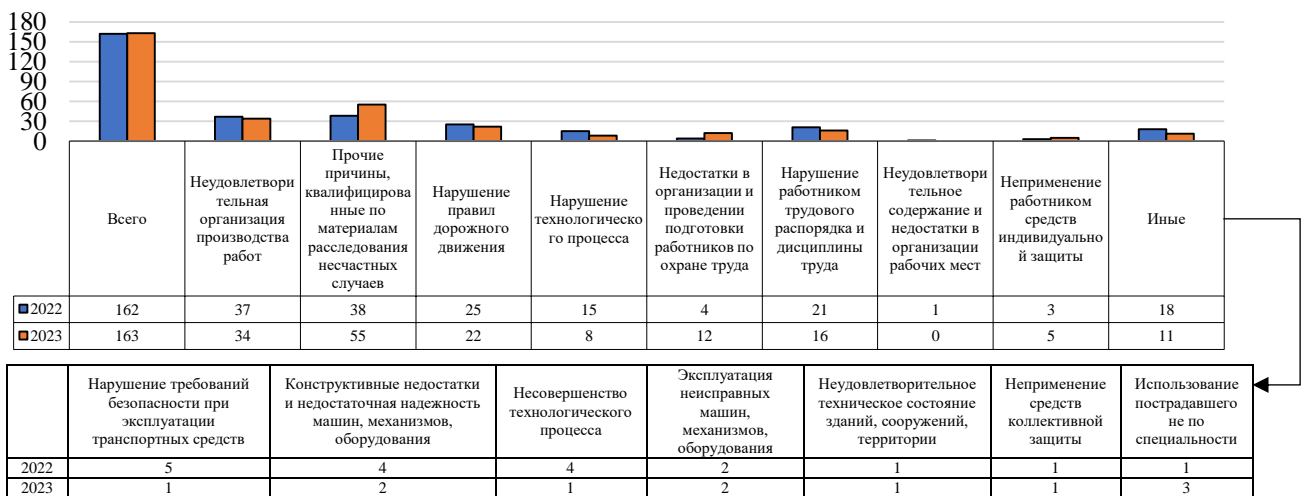 180
150
120
90
60
30
0
Всего
Неудовлетвори
тельная
организация
производства
работ
Прочие
причины,
квалифицирова
нные по
материалам
расследования
несчастных
случаев
Нарушение
правил
дорожного
движения
Нарушение
технологическо
го процесса
Недостатки в
организации и
проведении
подготовки
работников по
охране труда
Нарушение
работником
трудового
распорядка и
дисциплины
труда
Неудовлетвори
тельное
содержание и
недостатки в
организации
рабочих мест
Неприменение
работником
средств
индивидуально
й защиты
Иные
2022 162 37 38 25 15 4 21 1 3 18
2023 163 34 55 22 8 12 16 0 5 11
Нарушение требований
безопасности при
эксплуатации
транспортных средств
Конструктивные недостатки
и недостаточная надежность
машин, механизмов,
оборудования
Несовершенство
технологического
процесса
Эксплуатация
неисправных
машин,
механизмов,
оборудования
Неудовлетворительное
техническое состояние
зданий, сооружений,
территории
Неприменение
средств
коллективной
защиты
Использование
пострадавшего
не по
специальности
2022 5 4 4 2 1 1 1
2023 1 2 1 2 1 1 3